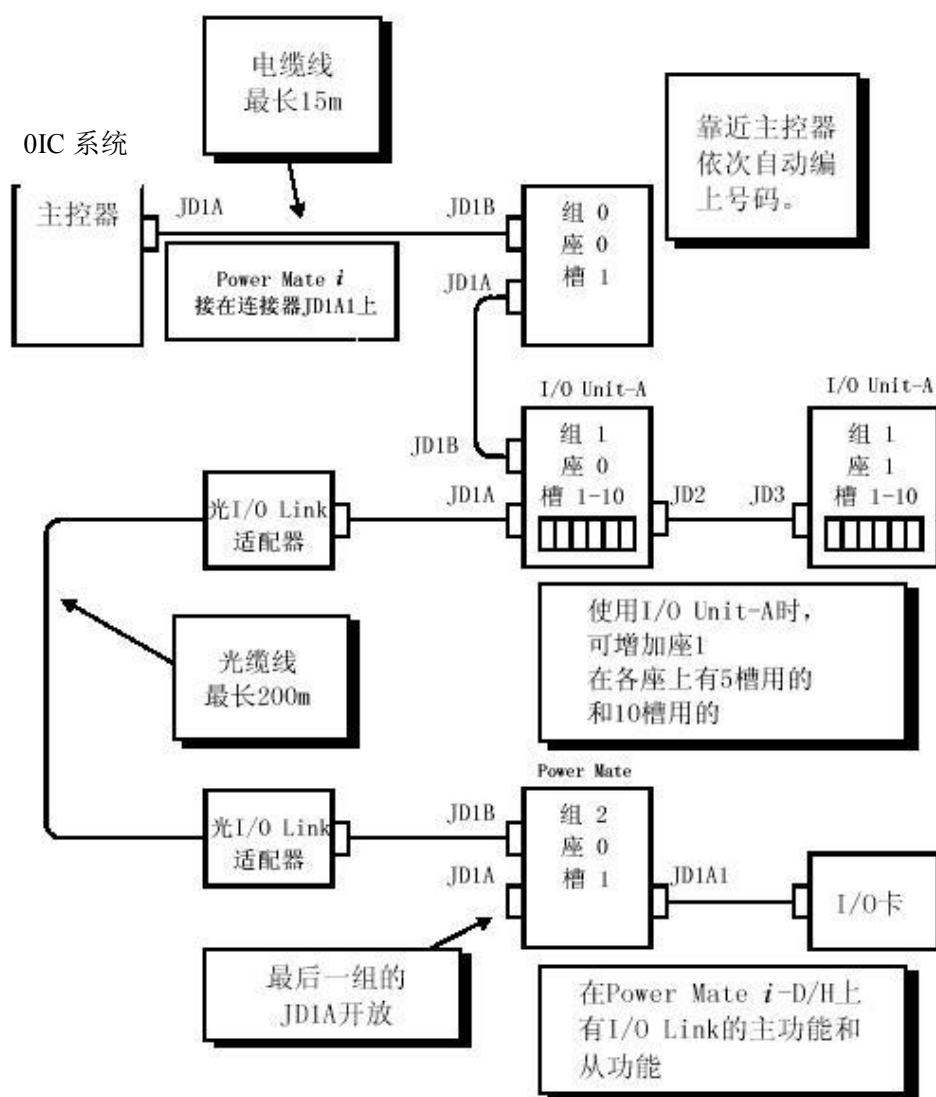 电缆线
最长15m
靠近主控器
依次自动编
上号码。
0IC 系统
主控器
JD1A
JD1B
组 0
座 0
槽 1
Power Mate i
接在连接器JD1A1上
JD1A
I/O Unit-A
I/O Unit-A
JD1B
组 1
座 0
槽 1-10
组 1
座 1
槽 1-10
JD1A
JD2
JD3
光I/O Link
适配器
使用I/O Unit-A时,
可增加座1
在各座上有5槽用的
和10槽用的
光缆线
最长200m
Power Mate
光I/O Link
适配器
JD1B
组 2
座 0
槽 1
JD1A
JD1A1
I/O卡
最后一组的
JD1A开放
在Power Mate i-D/H上
有I/O Link的主功能和
从功能